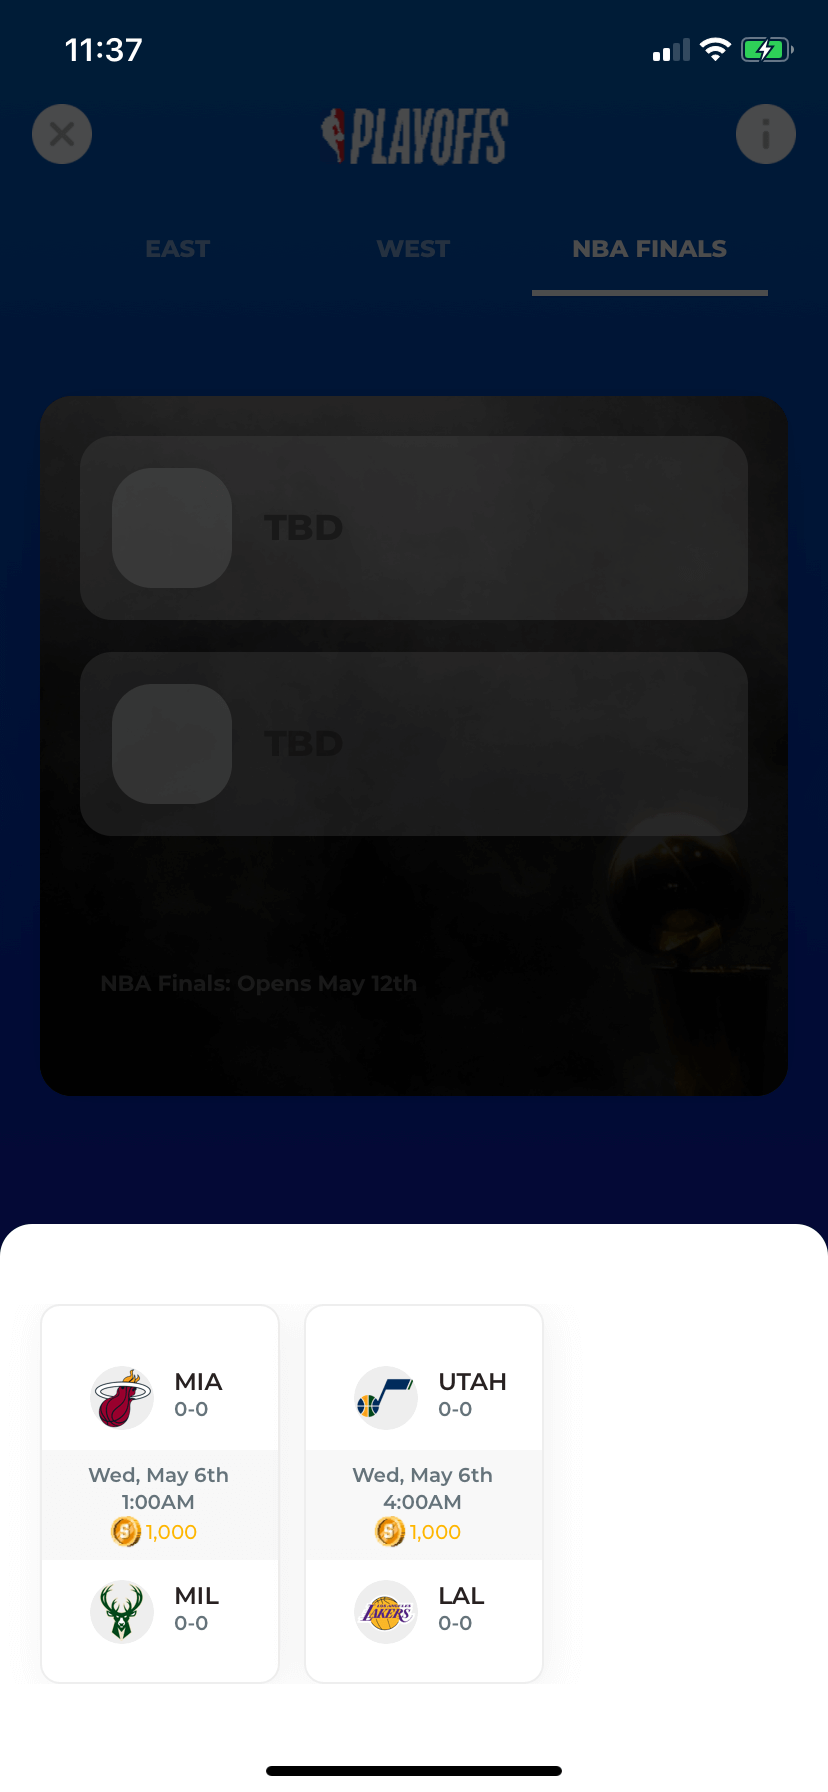 11:37
PLAYOFFS
EAST WEST NBA FINALS
TBD
TBD
NBA Finals: Opens May 12th
MIA
0-0
Wed, May 6th
1:00AM
1,000
MIL
0-0
UTAH
0-0
Wed, May 6th
4:00AM
1,000
LAKERS
LAL
0-0